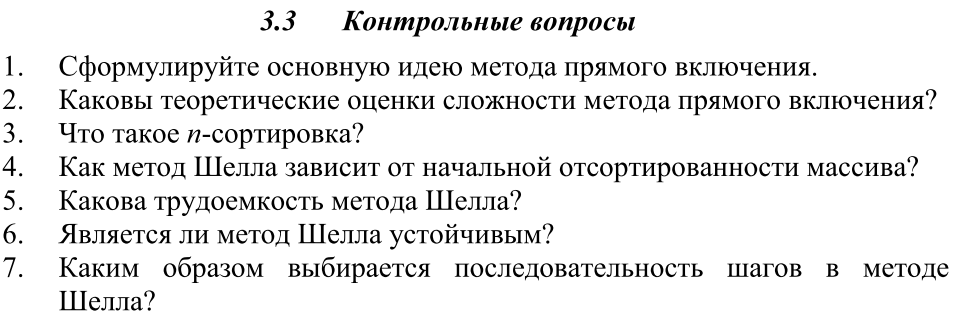 3.3 Контрольные вопросы
1. Сформулируйте основную идею метода прямого включения.
2. Каковы теоретические оценки сложности метода прямого включения?
3. Что такое n-сортировка?
4. Как метод Шелла зависит от начальной отсортированности массива?
5. Какова трудоемкость метода Шелла?
6. Является ли метод Шелла устойчивым?
7. Каким образом выбирается последовательность шагов в методе
Шелла?